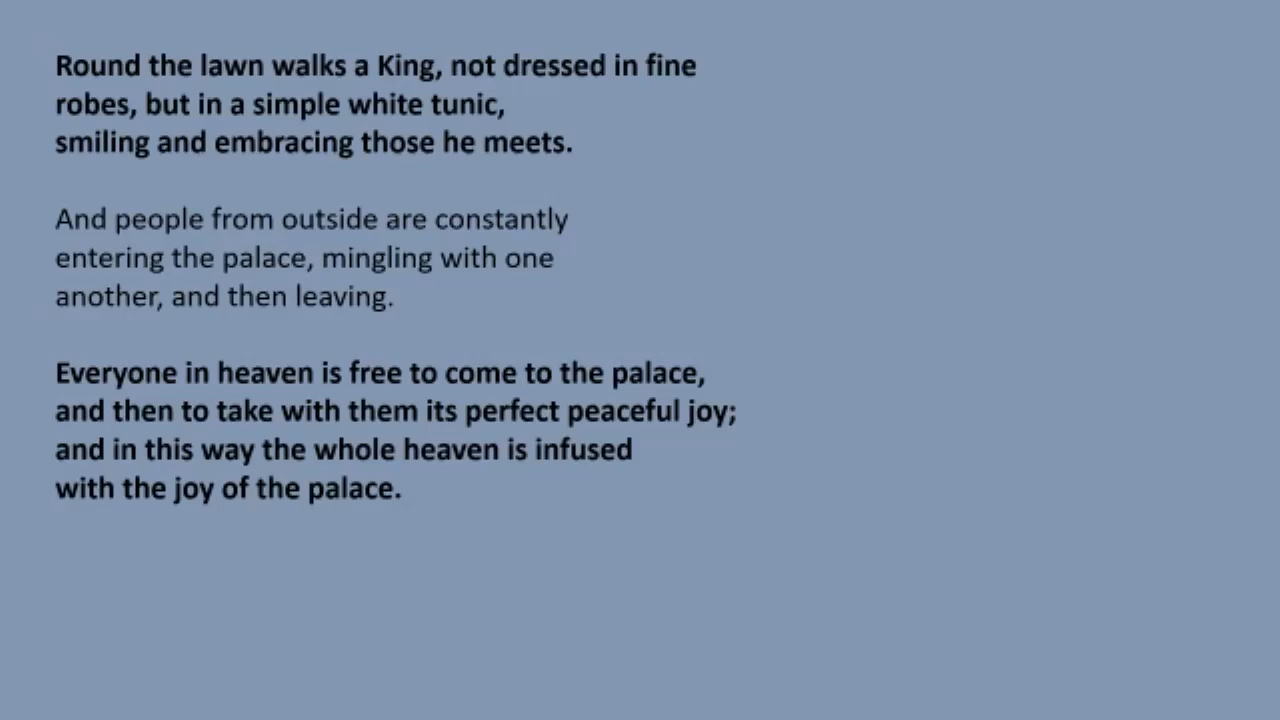 Round the lawn walks a King, not dressed in fine
robes, but in a simple white tunic,
smiling and embracing those he meets.
And people from outside are constantly
entering the palace, mingling with one
another, and then leaving.
Everyone in heaven is free to come to the palace,
and then to take with them its perfect peaceful joy;
and in this way the whole heaven is infused
with the joy of the palace.